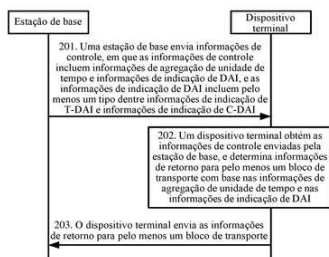 Estação de base
Dispositivo
terminal
201. Uma estação de base envia informações de
controle, em que as informações de controle
incluem informações de agregação de unidade de
tempo e informações de indicação de DAI, e as
informações de indicação de DAI incluem pelo
menos um tipo dentre informações de indicação de
T-DAI e informações de indicação de C-DAI
202. Um dispositivo terminal obtém as
informações de controle enviadas pela
estação de base, e determina informações
de retorno para pelo menos um bloco de
transporte com base nas informações de
agregação de unidade de tempo e nas
informações de indicação de DAI
203. O dispositivo terminal envia as informações
de retorno para pelo menos um bloco de transporte